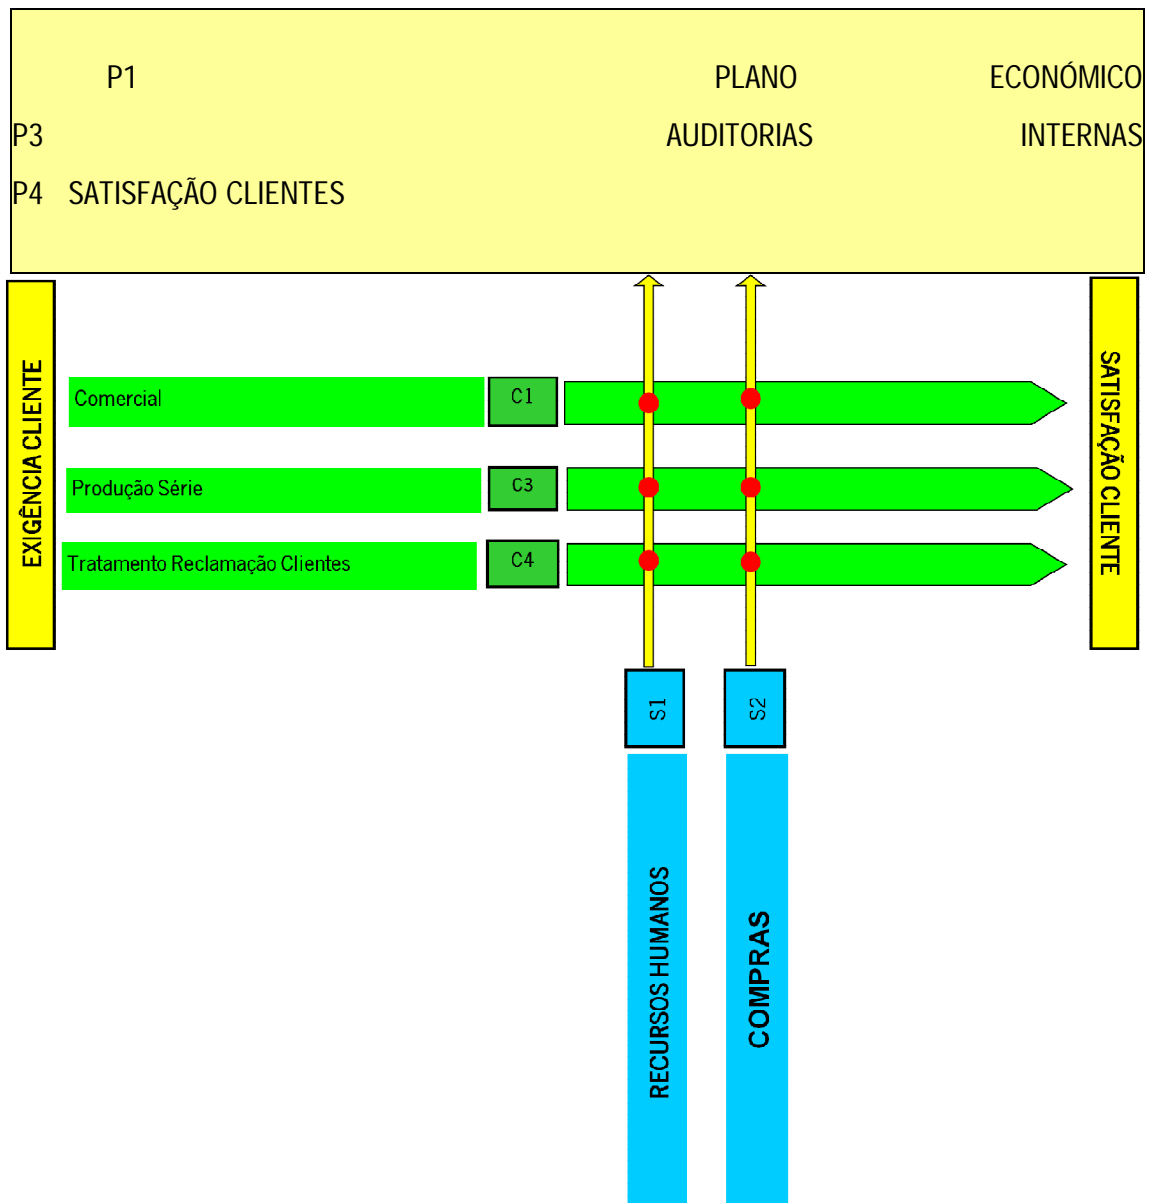 P1 PLANO ECONÓMICO
P3 AUDITORIAS INTERNAS
P4 SATISFAÇÃO CLIENTES
EXIGÊNCIA CLIENTE
Comercial
C1
Produção Série
C3
Tratamento Reclamação Clientes
C4
SATISFAÇÃO CLIENTE
S1
S2
RECURSOS HUMANOS
COMPRAS